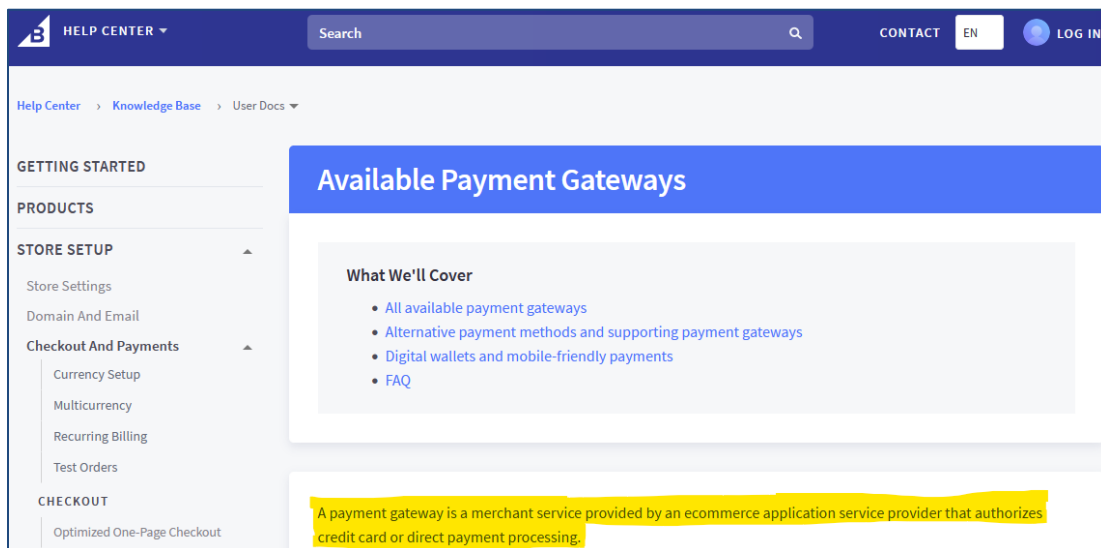 B HELP CENTER Search CONTACT EN LOG IN
Help Center › Knowledge Base › User Docs
GETTING STARTED
PRODUCTS
STORE SETUP
Store Settings
Domain And Email
Checkout And Payments
Currency Setup
Multicurrency
Recurring Billing
Test Orders
CHECKOUT
Optimized One-Page Checkout
Available Payment Gateways
What We'll Cover
• All available payment gateways
• Alternative payment methods and supporting payment gateways
• Digital wallets and mobile-friendly payments
• FAQ
A payment gateway is a merchant service provided by an ecommerce application service provider that authorizes
credit card or direct payment processing.